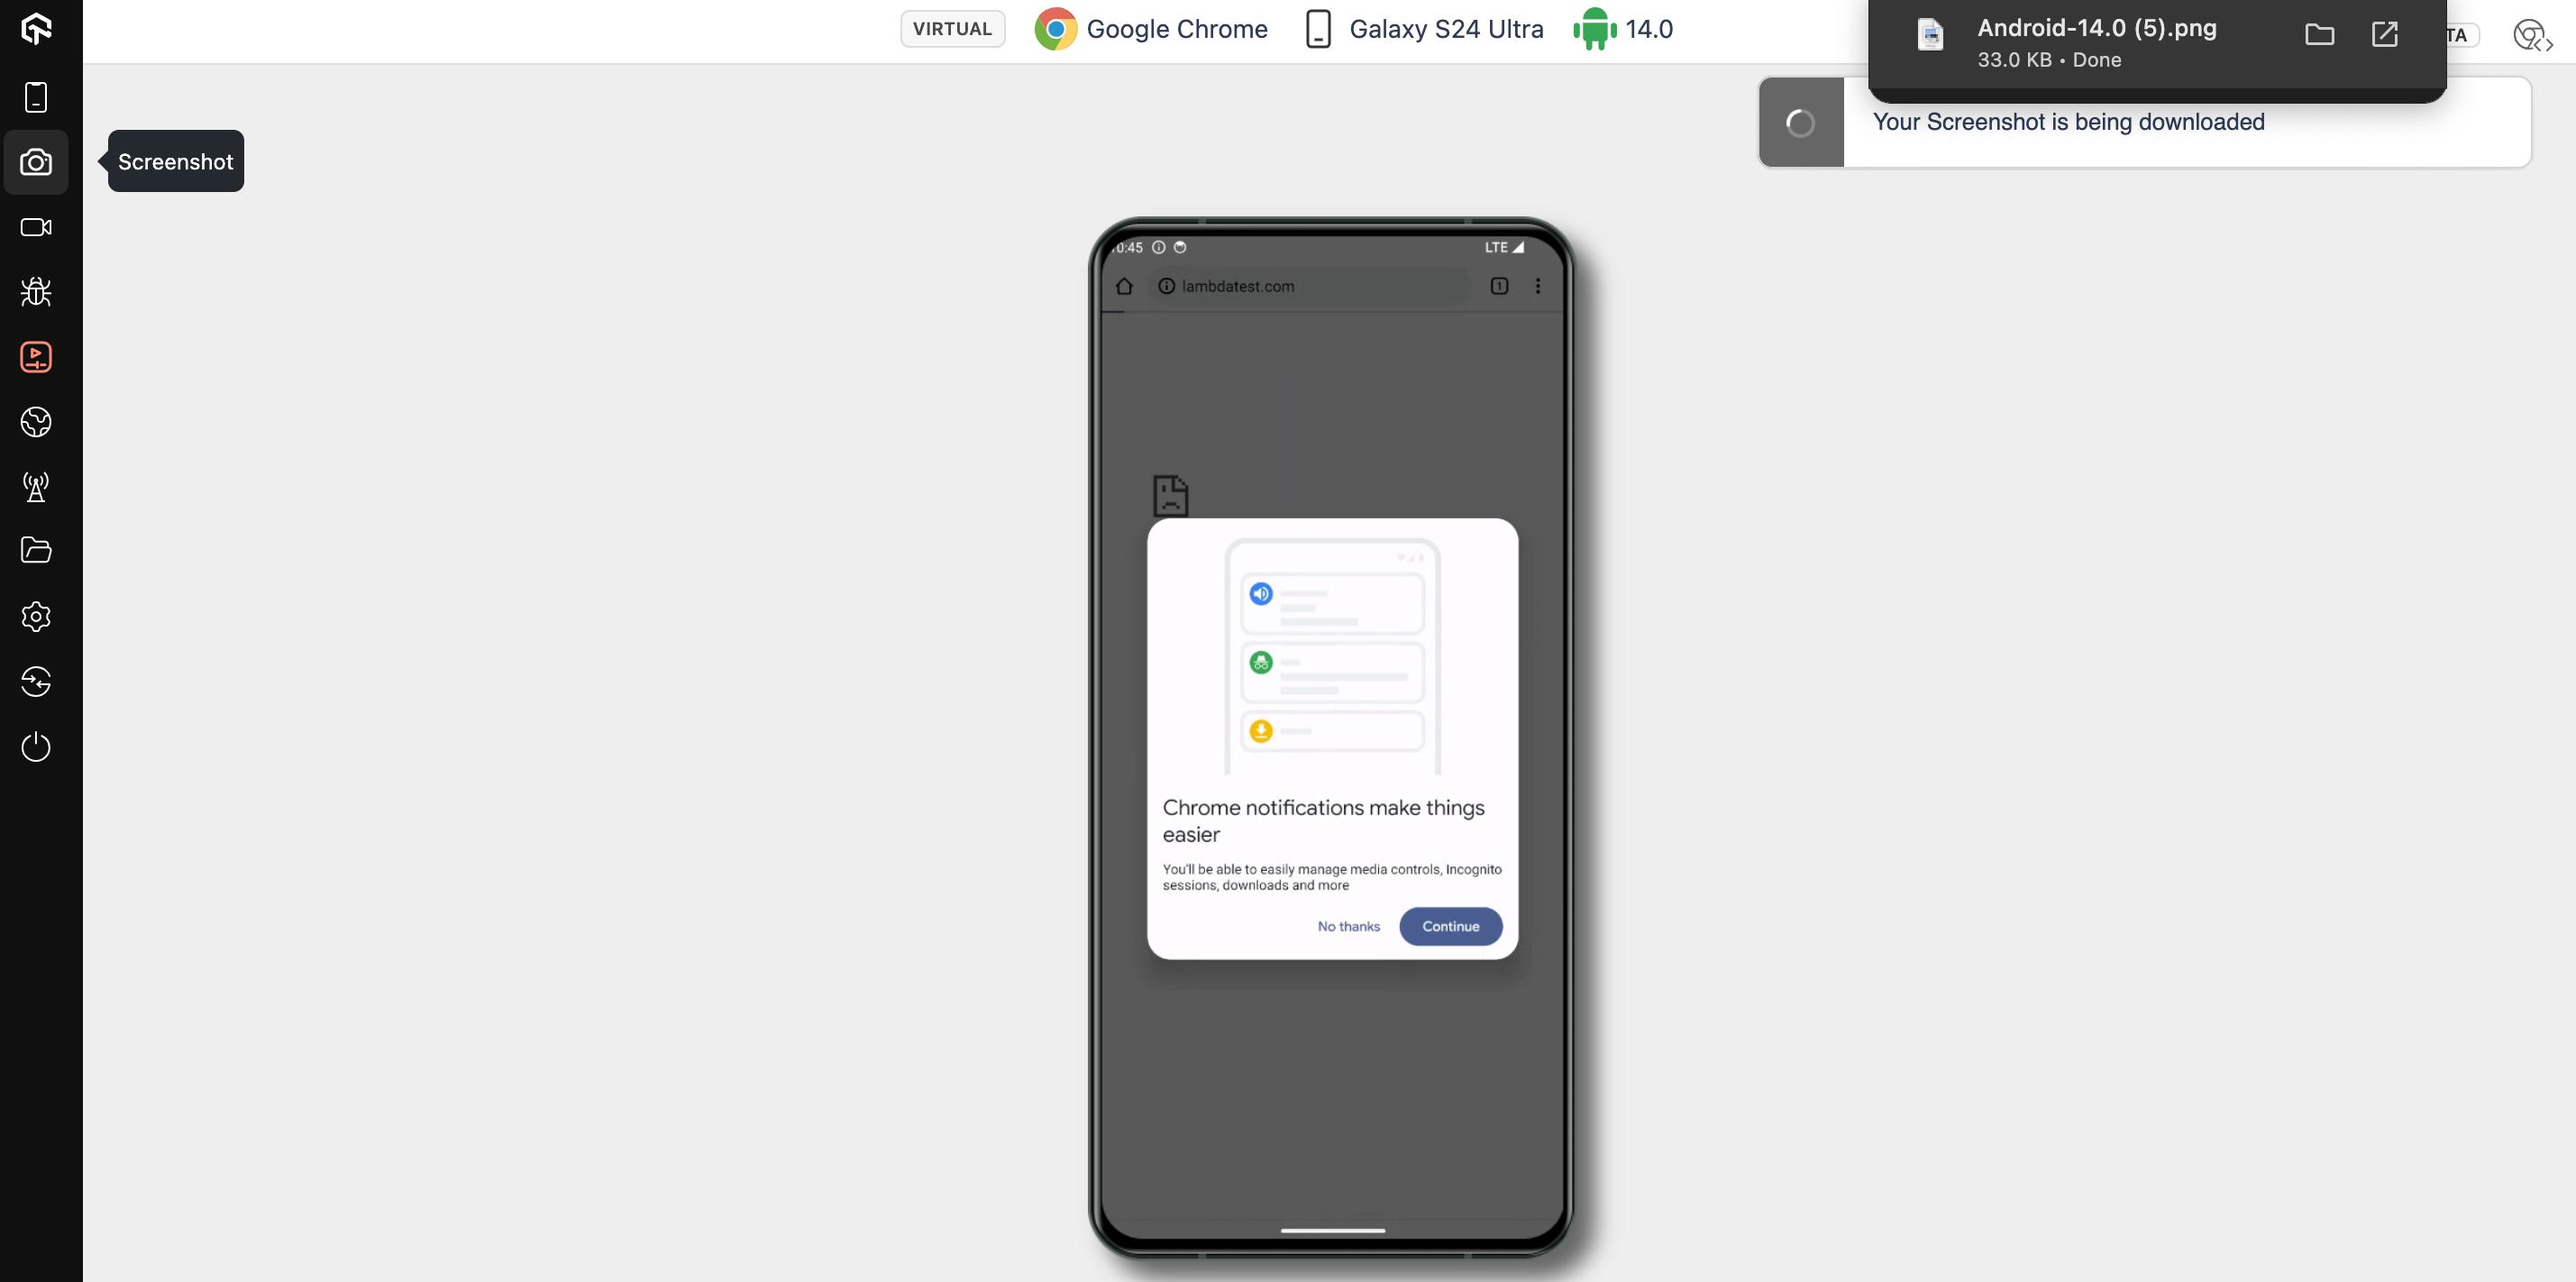 VIRTUAL
Google Chrome
Galaxy S24 Ultra
14.0
Android-14.0 (5).png
33.0 KB • Done
TA
Your Screenshot is being downloaded
Screenshot
0:45
LTE
lambdatest.com
1
Chrome notifications make things
easier
You'll be able to easily manage media controls, Incognito
sessions, downloads and more
No thanks
Continue